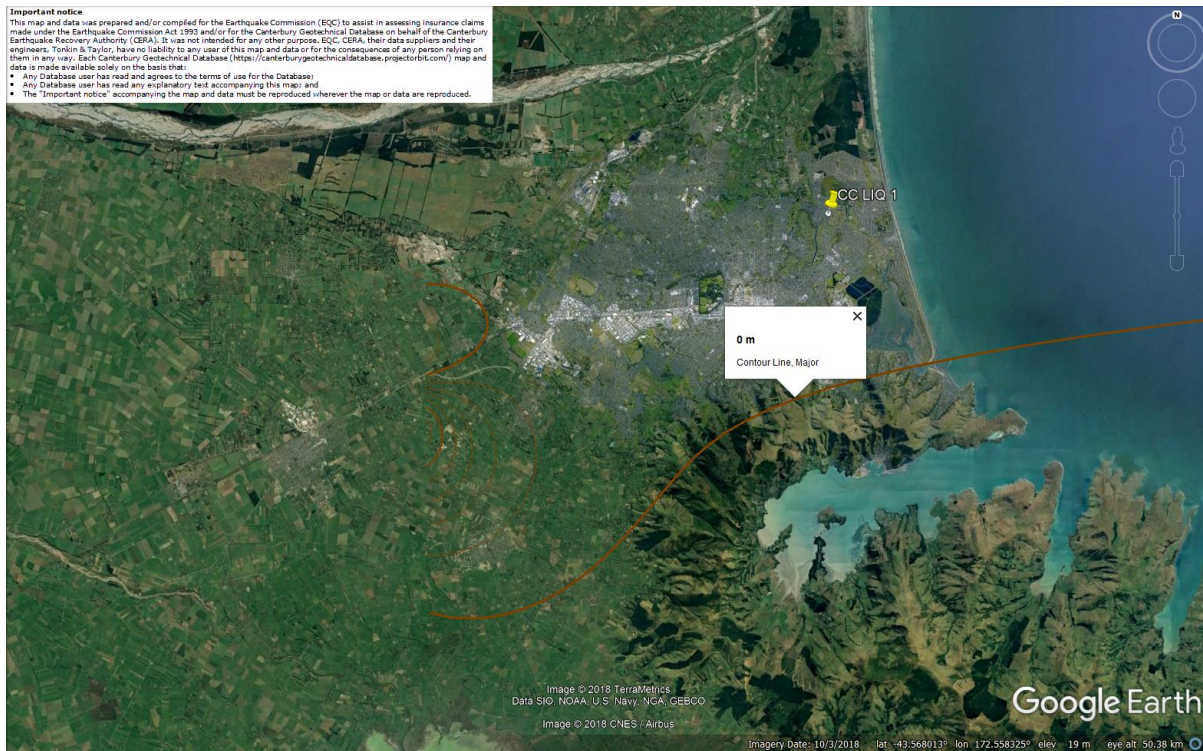 Important notice
This map and data was prepared and/or compiled for the Earthquake Commission (EQC) to assist in assessing insurance claims
made under the Earthquake Commission Act 1993 and/or for the Canterbury Geotechnical Database on behalf of the Canterbury
Earthquake Recovery Authority (CERA). It was not intended for any other purpose. EQC, CERA, their data suppliers and their
engineers, Tonkin & Taylor, have no liability to any user of this map and data or for the consequences of any person relying on
them in any way. Each Canterbury Geotechnical Database (https://canterburygeotechnicaldatabase.projectorbit.com/) map and
data is made available solely on the basis that:
• Any Database user has read and agrees to the terms of use for the Database;
• Any Database user has read any explanatory text accompanying this map; and
• The "Important notice" accompanying the map and data must be reproduced wherever the map or data are reproduced.
N
CC LIQ 1
0 m
Contour Line, Major
Image © 2018 TerraMetrics
Data SIO, NOAA, U.S. Navy, NGA, GEBCO
Image © 2018 CNES / Airbus
Google Earth
Imagery Date: 10/3/2018 lat -43.568013° lon 172.558325° elev 19 m eye alt 50.38 km